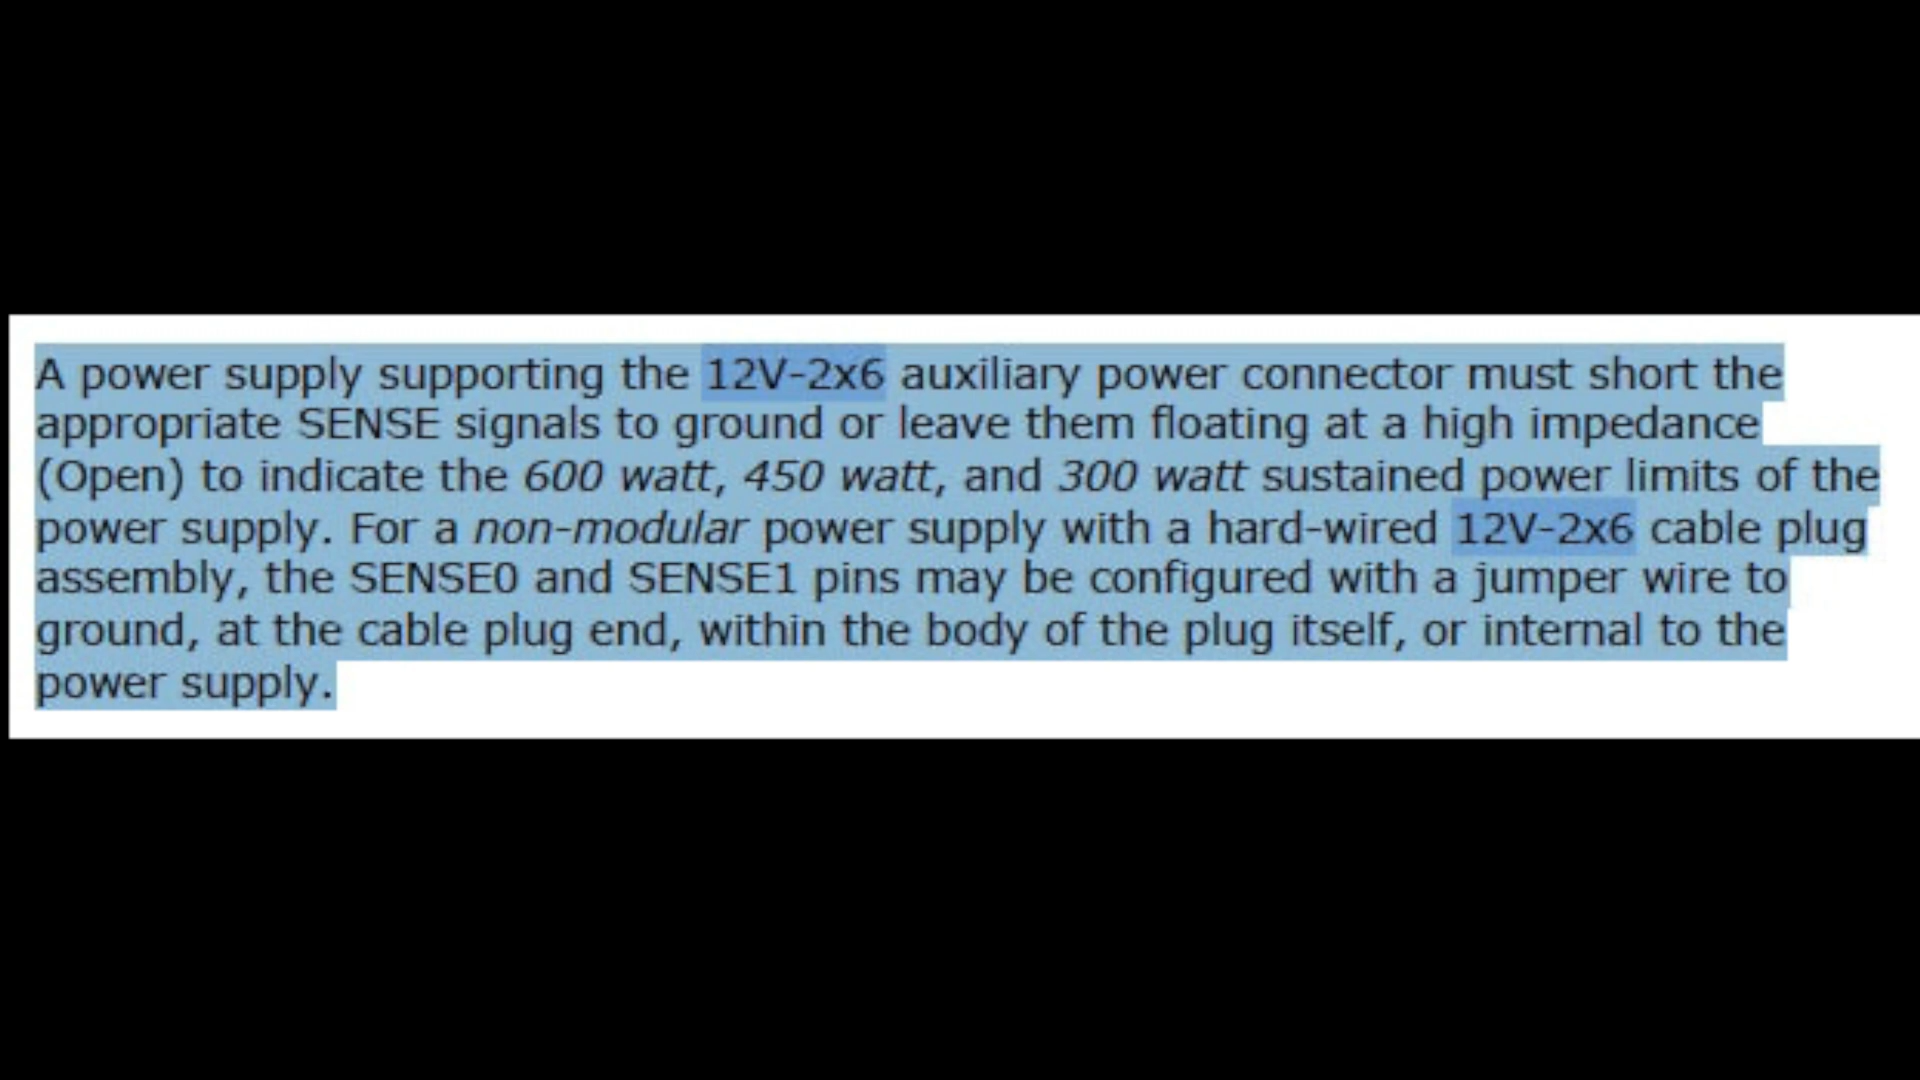 A power supply supporting the 12V-2x6 auxiliary power connector must short the
appropriate SENSE signals to ground or leave them floating at a high impedance
(Open) to indicate the 600 watt, 450 watt, and 300 watt sustained power limits of the
power supply. For a non-modular power supply with a hard-wired 12V-2x6 cable plug
assembly, the SENSE0 and SENSE1 pins may be configured with a jumper wire to
ground, at the cable plug end, within the body of the plug itself, or internal to the
power supply.